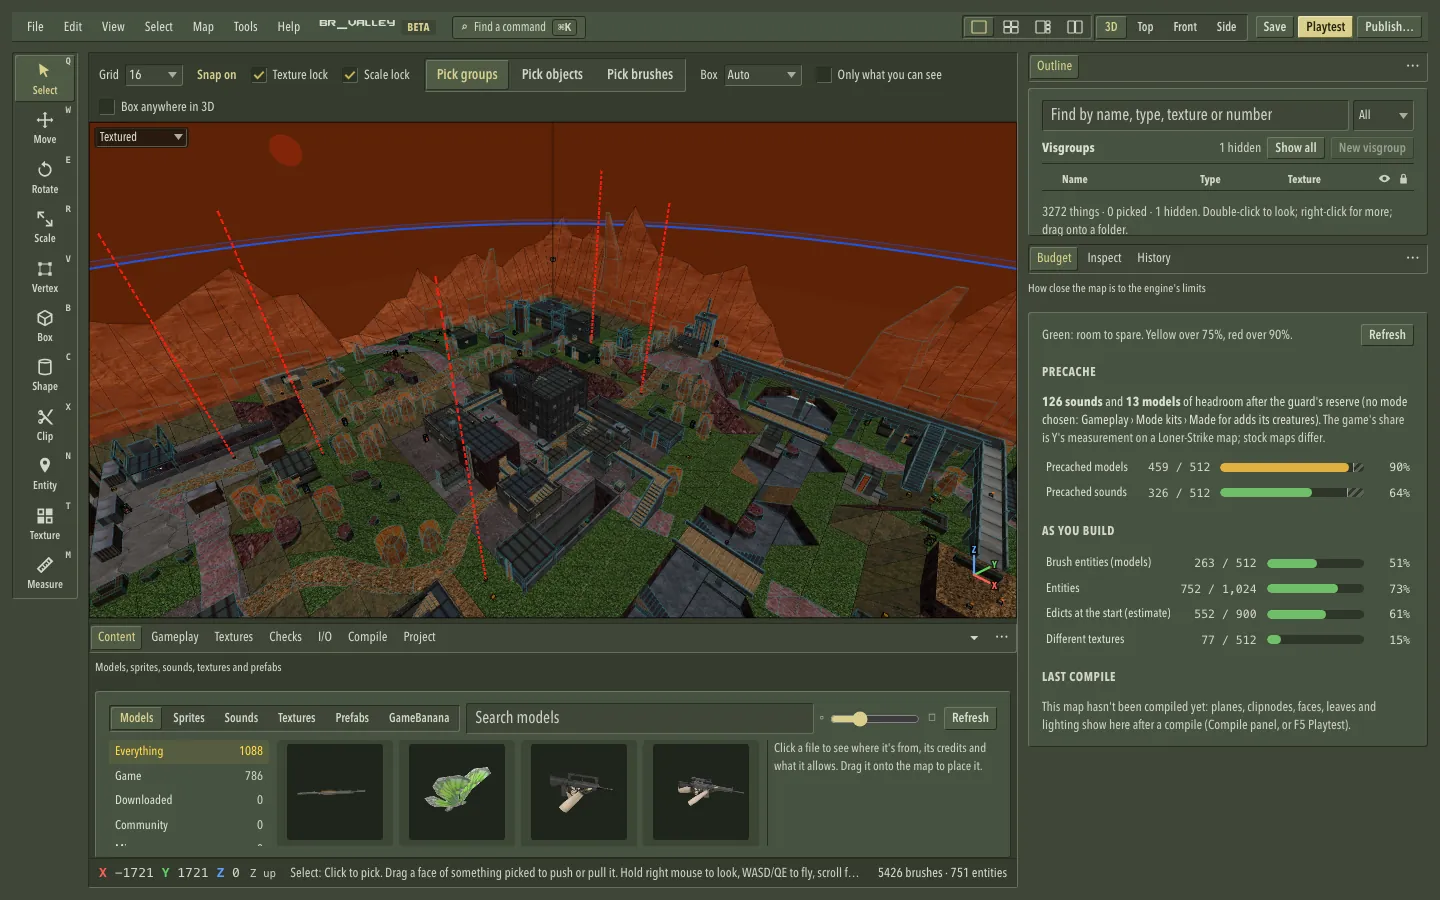 File Edit View Select Map Tools Help BR_VALLEY BETA Find a command ⌘K 3D Top Front Side Save Playtest Publish...
Select Q
Move W
Rotate E
Scale R
Vertex V
Box B
Shape C
Clip X
Entity N
Texture T
Measure M
Grid 16 Snap on Texture lock Scale lock Pick groups Pick objects Pick brushes Box Auto Only what you can see
Box anywhere in 3D
Textured
Z
Y
X
Content Gameplay Textures Checks I/O Compile Project
Models, sprites, sounds, textures and prefabs
Models Sprites Sounds Textures Prefabs GameBanana Search models Refresh
Everything 1088
Game 786
Downloaded 0
Community 0
Click a file to see where it's from, its credits and
what it allows. Drag it onto the map to place it.
X −1721 Y 1721 Z 0 Z up Select: Click to pick. Drag a face of something picked to push or pull it. Hold right mouse to look, WASD/QE to fly, scroll f... 5426 brushes · 751 entities
Outline
Find by name, type, texture or number All
Visgroups 1 hidden Show all New visgroup
Name Type Texture
3272 things · 0 picked · 1 hidden. Double-click to look; right-click for more;
drag onto a folder.
Budget Inspect History
How close the map is to the engine's limits
Green: room to spare. Yellow over 75%, red over 90%. Refresh
PRECACHE
126 sounds and 13 models of headroom after the guard's reserve (no mode
chosen: Gameplay › Mode kits › Made for adds its creatures). The game's share
is Y's measurement on a Loner-Strike map; stock maps differ.
Precached models 459 / 512 90%
Precached sounds 326 / 512 64%
AS YOU BUILD
Brush entities (models) 263 / 512 51%
Entities 752 / 1,024 73%
Edicts at the start (estimate) 552 / 900 61%
Different textures 77 / 512 15%
LAST COMPILE
This map hasn't been compiled yet: planes, clipnodes, faces, leaves and
lighting show here after a compile (Compile panel, or F5 Playtest).